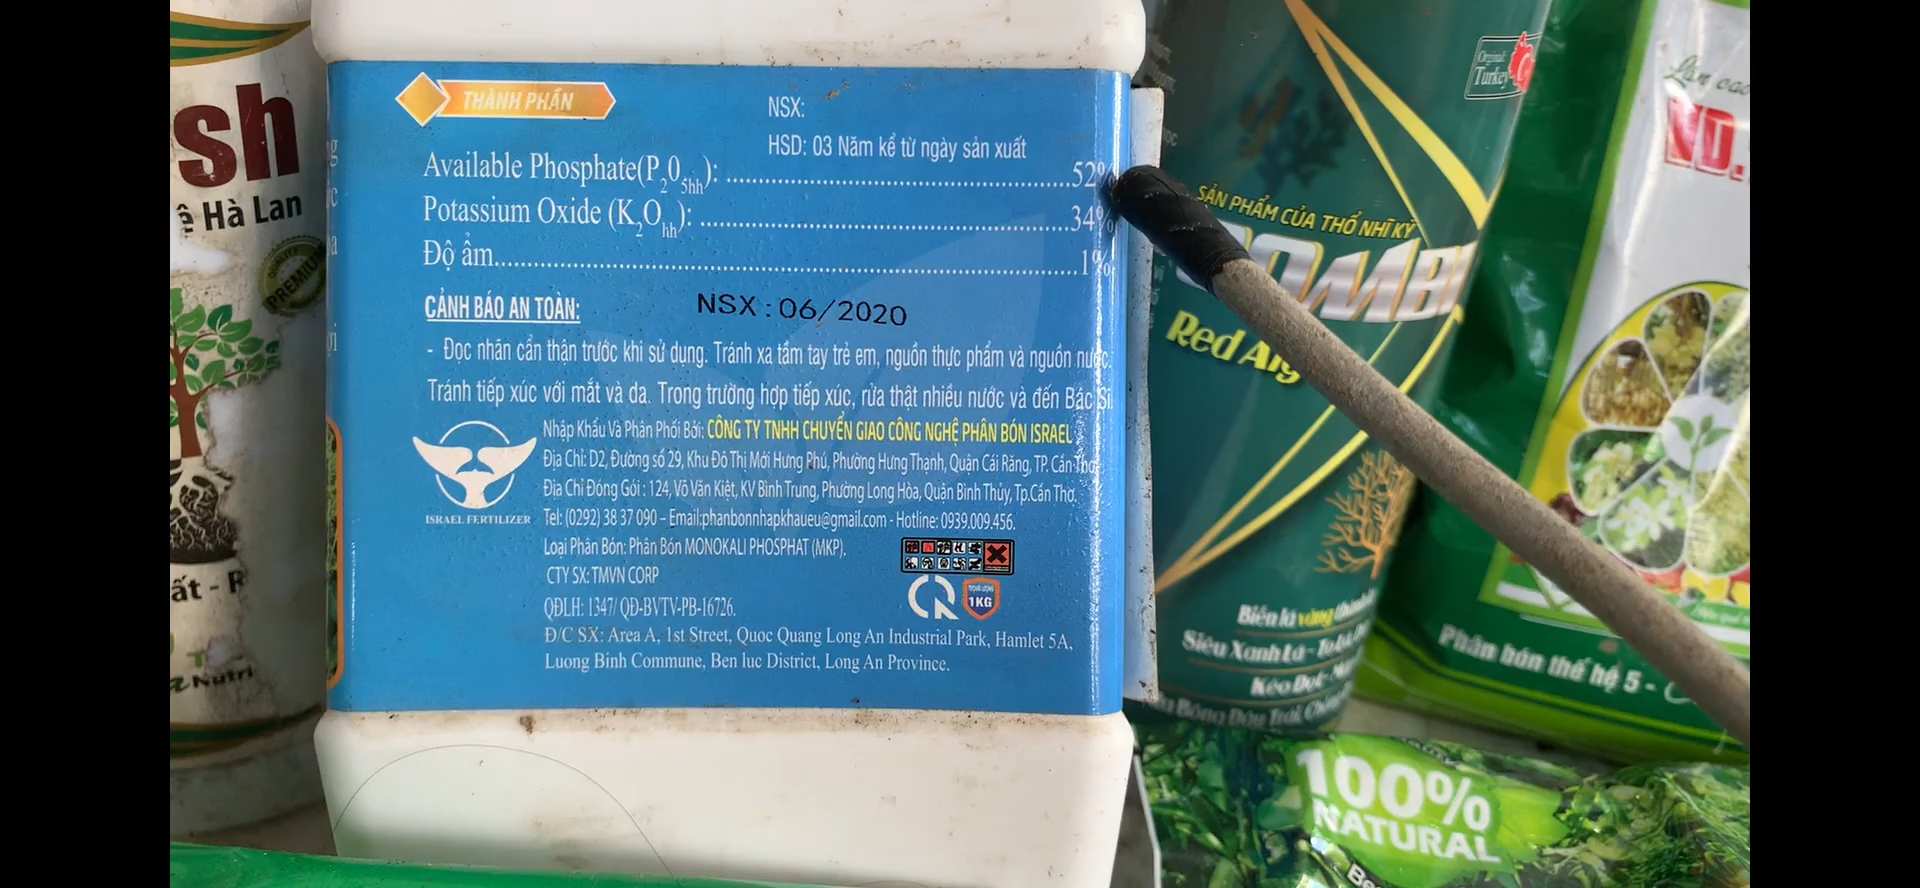 sh
ệ Hà Lan
PREMIUM
ất - R
Nutri
THÀNH PHẦN
NSX:
HSD: 03 Năm kể từ ngày sản xuất
Available Phosphate(P205hh): 52%
Potassium Oxide (K2Ohh): 34%
Độ ẩm 1%
CẢNH BÁO AN TOÀN:
NSX : 06/2020
- Đọc nhãn cẩn thận trước khi sử dụng. Tránh xa tầm tay trẻ em, nguồn thực phẩm và nguồn nước.
Tránh tiếp xúc với mắt và da. Trong trường hợp tiếp xúc, rửa thật nhiều nước và đến Bác Sĩ.
Nhập Khẩu Và Phân Phối Bởi: CÔNG TY TNHH CHUYỂN GIAO CÔNG NGHỆ PHÂN BÓN ISRAEL
Địa Chỉ: D2, Đường số 29, Khu Đô Thị Mới Hưng Phú, Phường Hưng Thạnh, Quận Cái Răng, TP. Cần Thơ
Địa Chỉ Đóng Gói : 124, Võ Văn Kiệt, KV Bình Trung, Phường Long Hòa, Quận Bình Thủy, Tp.Cần Thơ.
ISRAEL FERTILIZER
Tel: (0292) 38 37 090 – Email:phanbonnhapkhaueu@gmail.com - Hotline: 0939.009.456.
Loại Phân Bón: Phân Bón MONOKALI PHOSPHAT (MKP).
CTY SX: TMVN CORP
QĐLH: 1347/ QĐ-BVTV-PB-16726.
1KG
Đ/C SX: Area A, 1st Street, Quoc Quang Long An Industrial Park, Hamlet 5A,
Luong Binh Commune, Ben luc District, Long An Province.
Orginal:
Turkey
SẢN PHẨM CỦA THỔ NHĨ KỲ
COMBI
Red Alg
Siêu Xanh Lá
Kéo Đọt
Lân cao
ND.
Phân bón thế hệ 5 -
100%
NATURAL